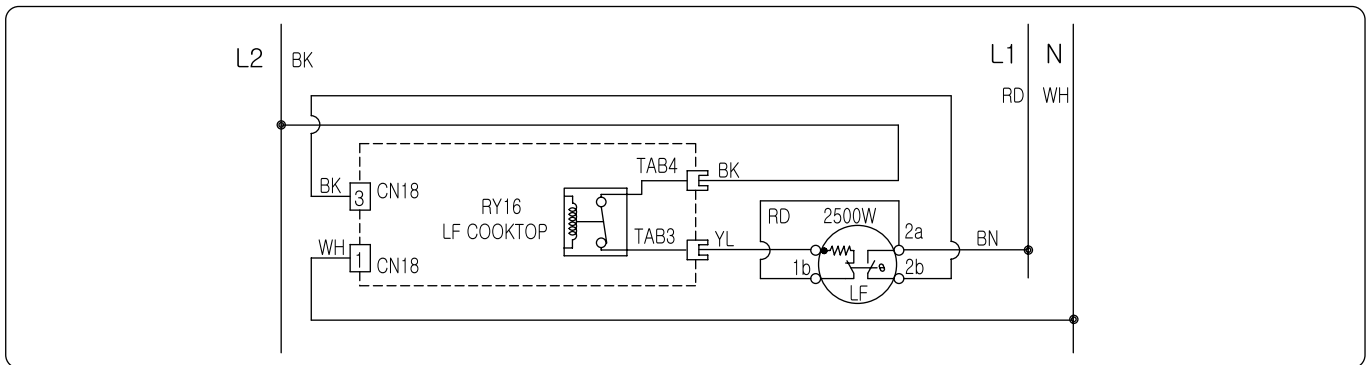 L2
BK
L1
N
RD
WH
TAB4
BK
BK
3
CN18
RY16
LF COOKTOP
RD
2500W
2a
TAB3
YL
BN
WH
1
CN18
1b
θ
2b
LF